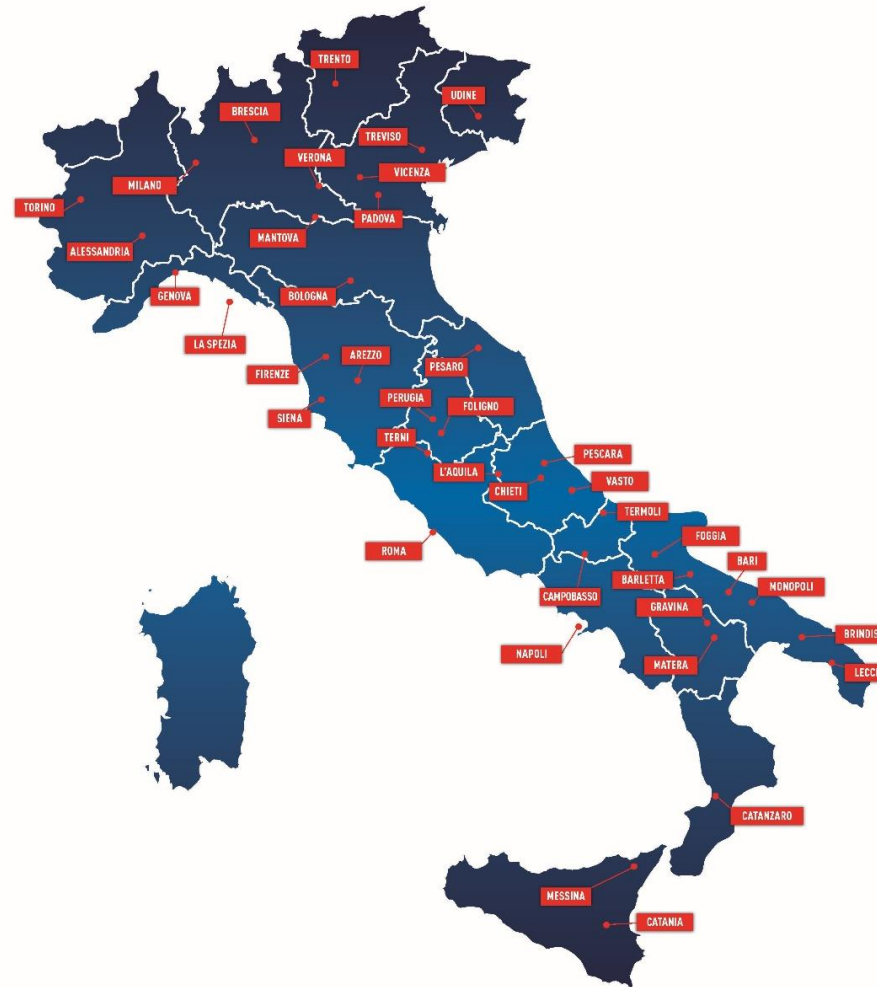 TRENTO
UDINE
BRESCIA
TREVISO
VERONA
VICENZA
MILANO
TORINO
PADOVA
MANTOVA
ALESSANDRIA
GENOVA
BOLOGNA
LA SPEZIA
AREZZO
PESARO
FIRENZE
PERUGIA
FOLIGNO
SIENA
TERNI
PESCARA
L'AQUILA
VASTO
CHIETI
TERMOLI
FOGGIA
ROMA
BARI
BARLETTA
MONOPOLI
CAMPOBASSO
GRAVINA
BRINDIS
NAPOLI
MATERA
LECC
CATANZARO
MESSINA
CATANIA